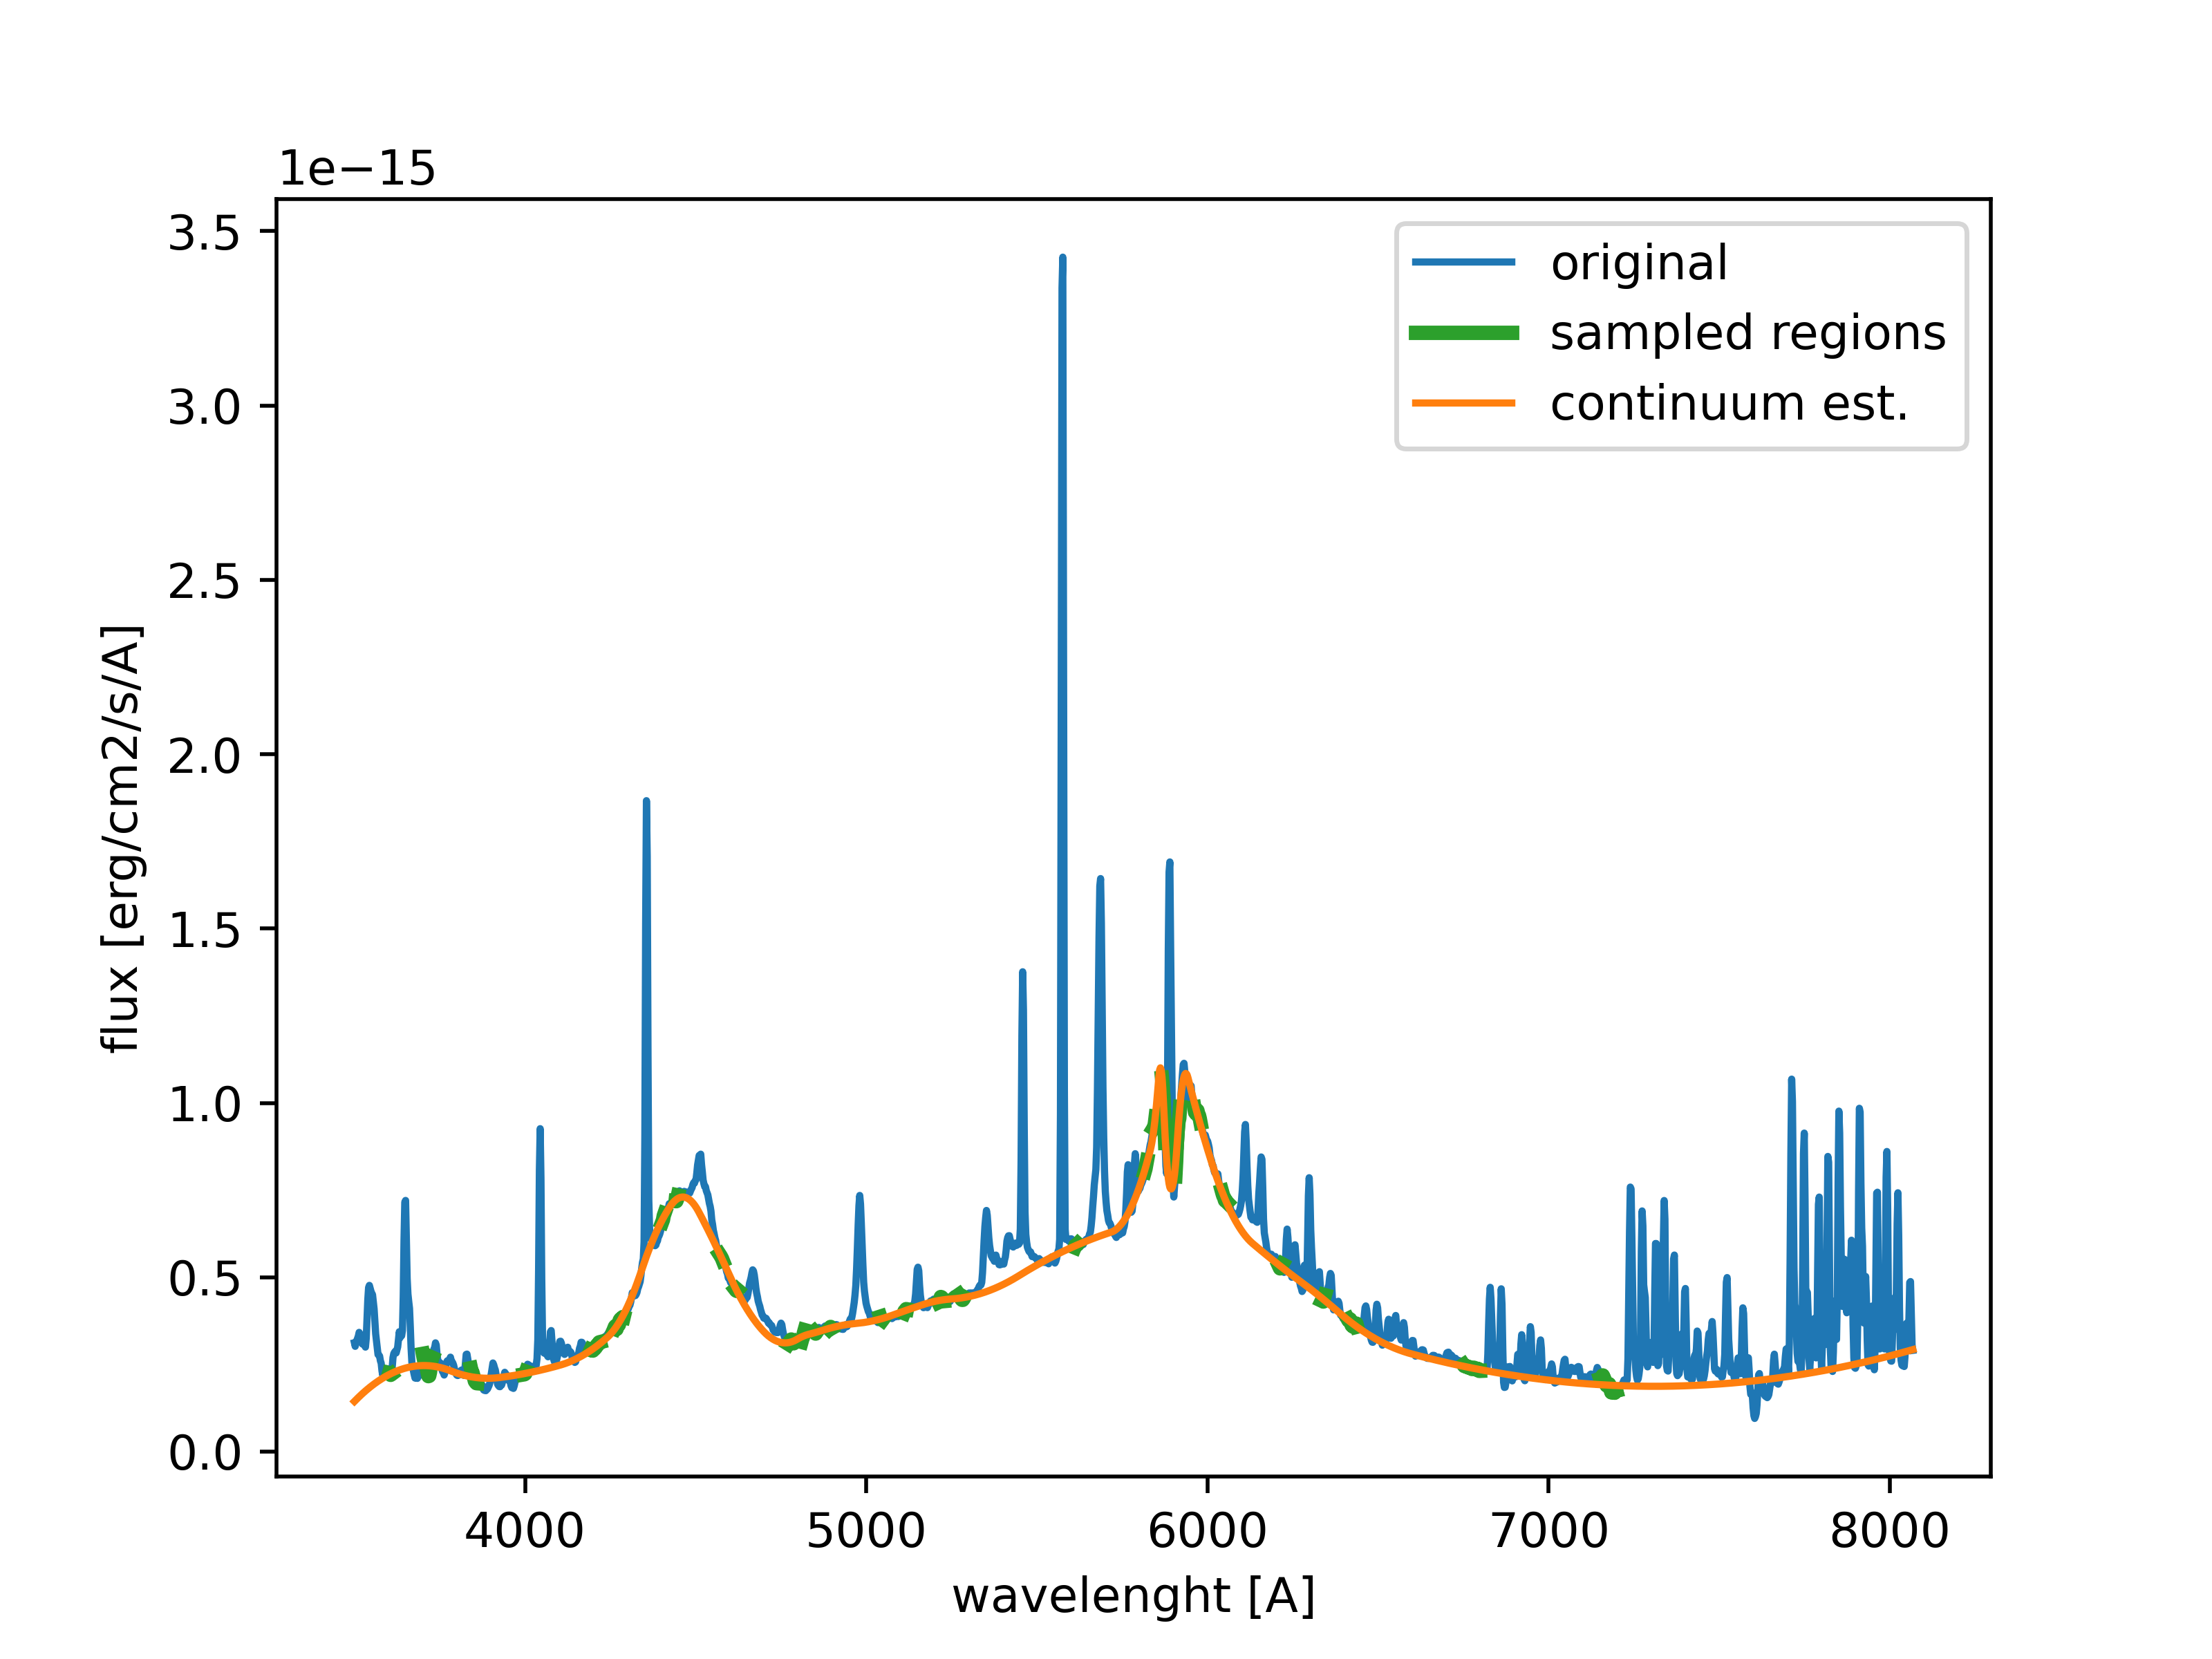 1e−15
3.5
3.0
2.5
2.0
1.5
1.0
0.5
0.0
flux [erg/cm2/s/A]
original
sampled regions
continuum est.
4000 5000 6000 7000 8000
wavelenght [A]